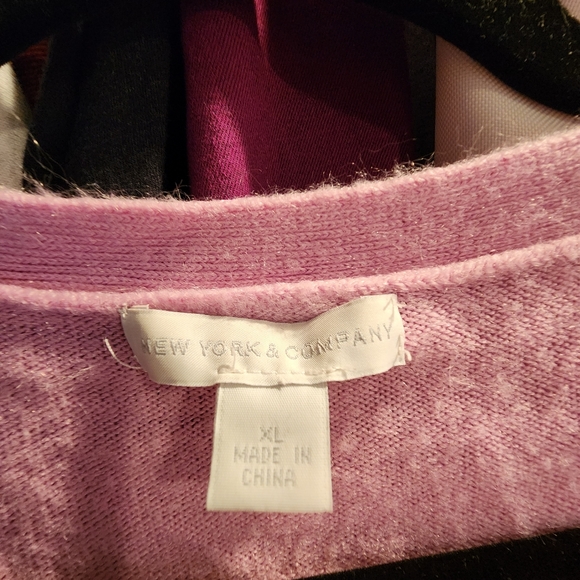 NEW YORK & COMPANY
XL
MADE IN
CHINA